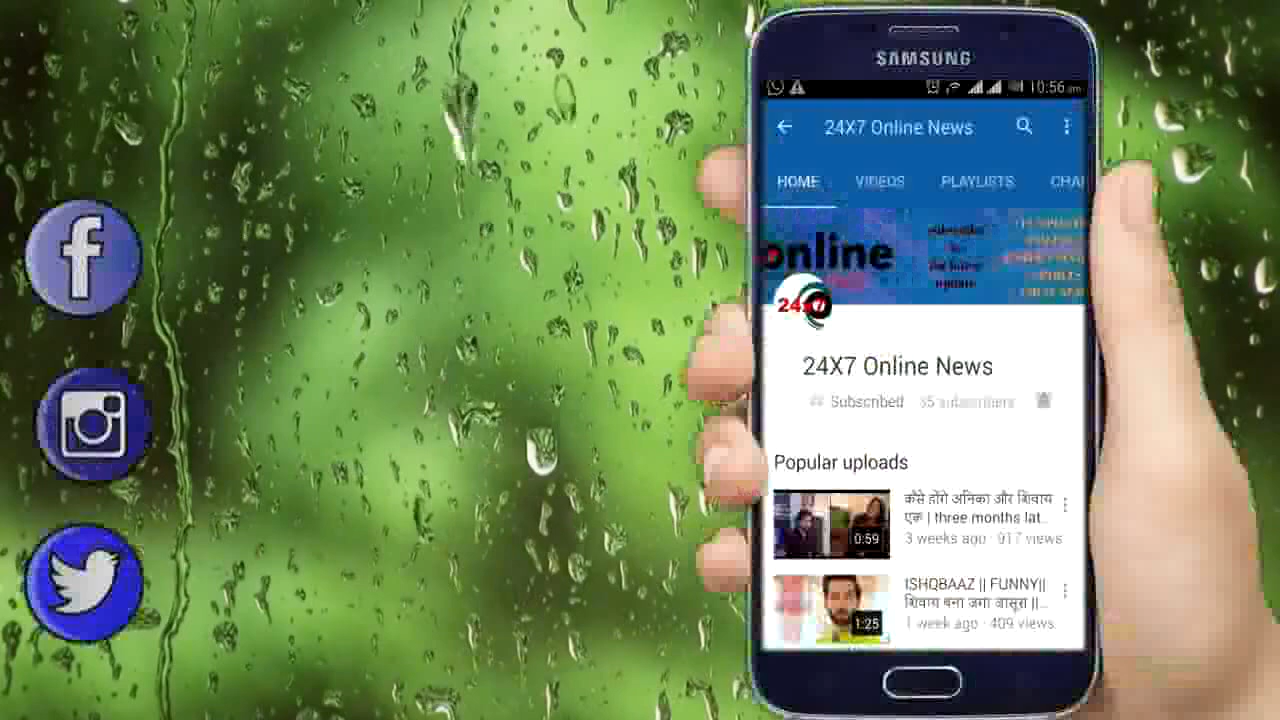 SAMSUNG
10:56 am
24X7 Online News
HOME VIDEOS PLAYLISTS CHA
online
24x7
24X7 Online News
Subscribed 35 subscribers
Popular uploads
0:59
कैसे होंगे अनिका और शिवाय
एक | three months lat...
3 weeks ago · 917 views
1:25
ISHQBAAZ || FUNNY||
शिवाय बना जग्गा जासूस ||...
1 week ago · 409 views